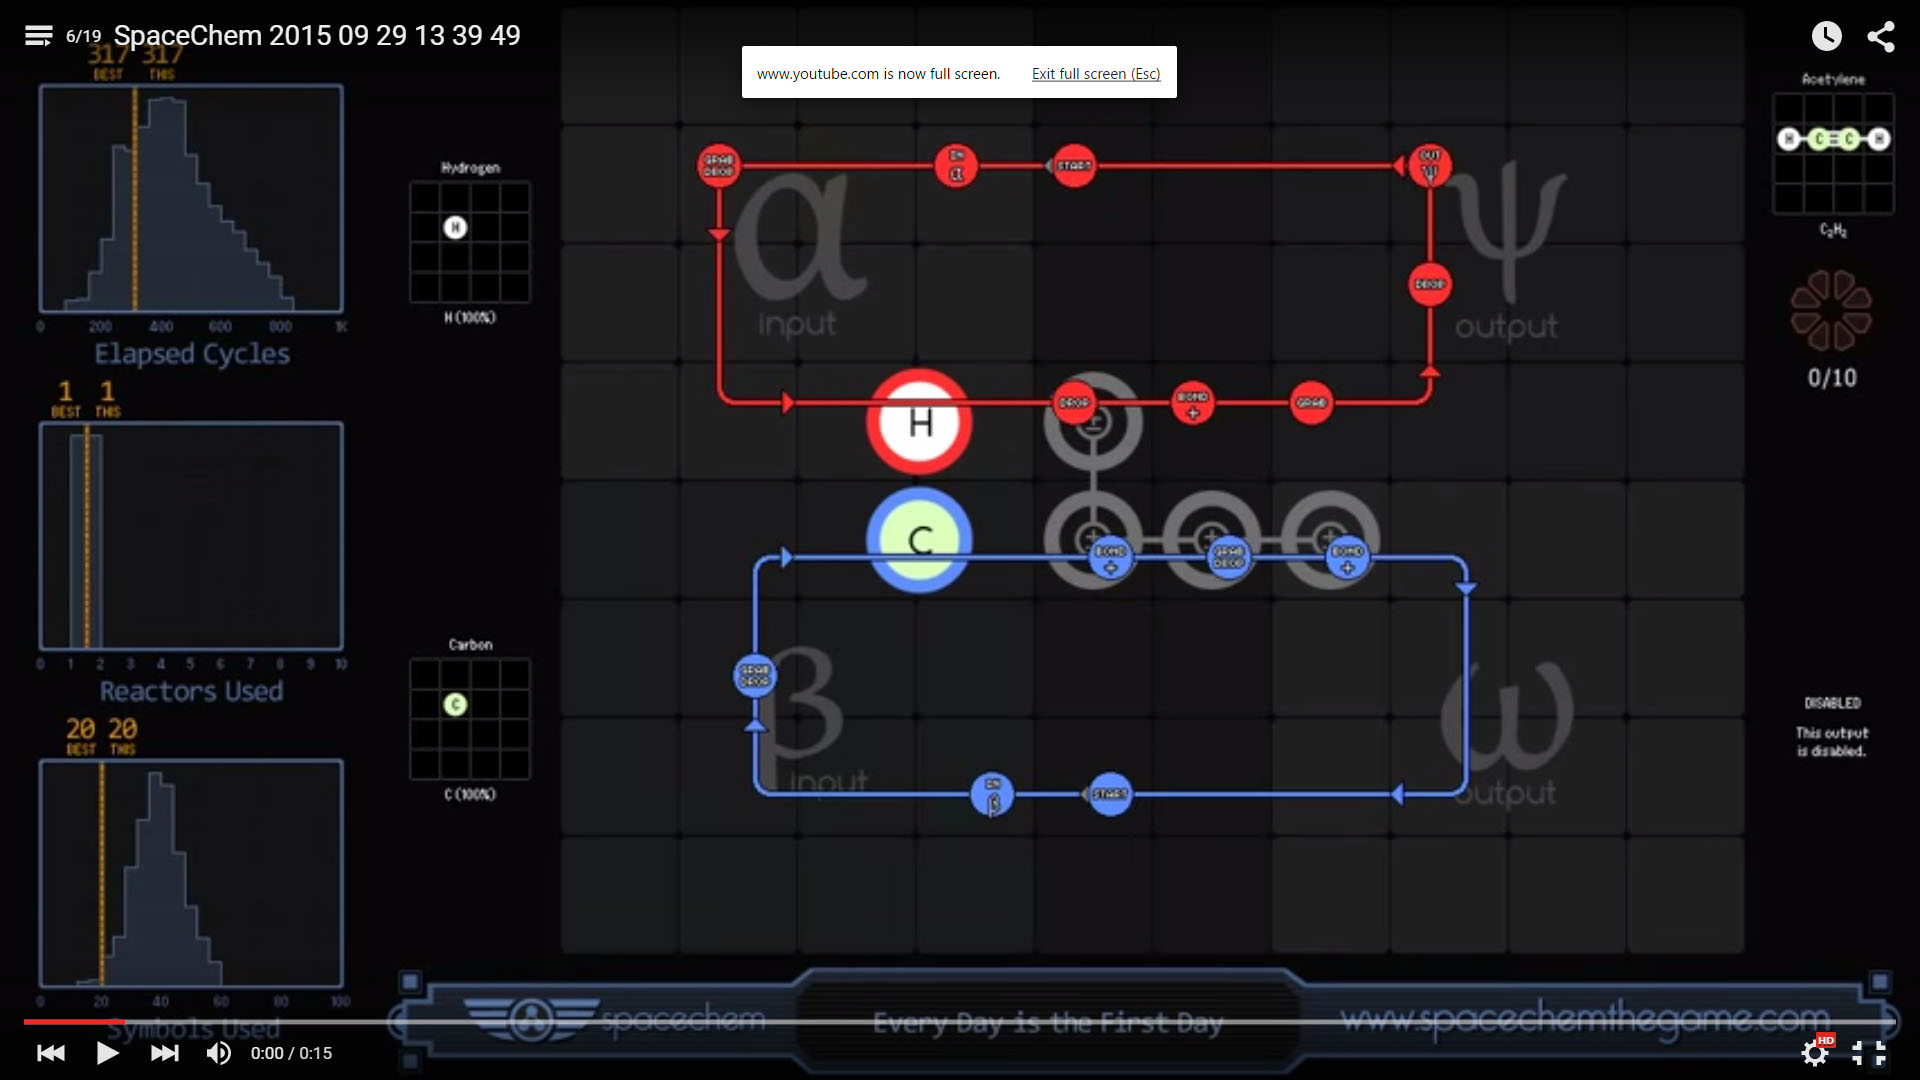 6/19 SpaceChem 2015 09 29 13 39 49
www.youtube.com is now full screen. Exit full screen (Esc)
317 317
BEST THIS
0 200 400 600 800 1K
Elapsed Cycles
1 1
BEST THIS
0 1 2 3 4 5 6 7 8 9 10
Reactors Used
20 20
BEST THIS
0 20 40 60 80 100
Symbols Used
Hydrogen
H
H (100%)
Carbon
C
C (100%)
GRAB DROP
IN α
START
OUT ψ
α
input
ψ
output
DROP
H
DROP
BOND +
GRAB
C
BOND +
GRAB DROP
BOND +
GRAB DROP
β
input
ω
output
IN β
START
Acetylene
H C C H
C₂H₂
0/10
DISABLED
This output
is disabled.
spacechem
Every Day is the First Day
www.spacechemthegame.com
0:00 / 0:15
HD